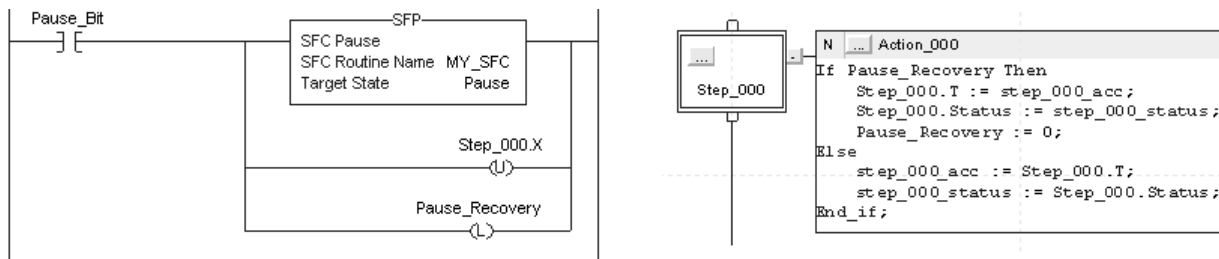 Pause_Bit
SFP
SFC Pause
SFC Routine Name MY_SFC
Target State Pause
Step_000.X
U
Pause_Recovery
L
...
Step_000
N ... Action_000
If Pause_Recovery Then
Step_000.T := step_000_acc;
Step_000.Status := step_000_status;
Pause_Recovery := 0;
Else
step_000_acc := Step_000.T;
step_000_status := Step_000.Status;
End_if;